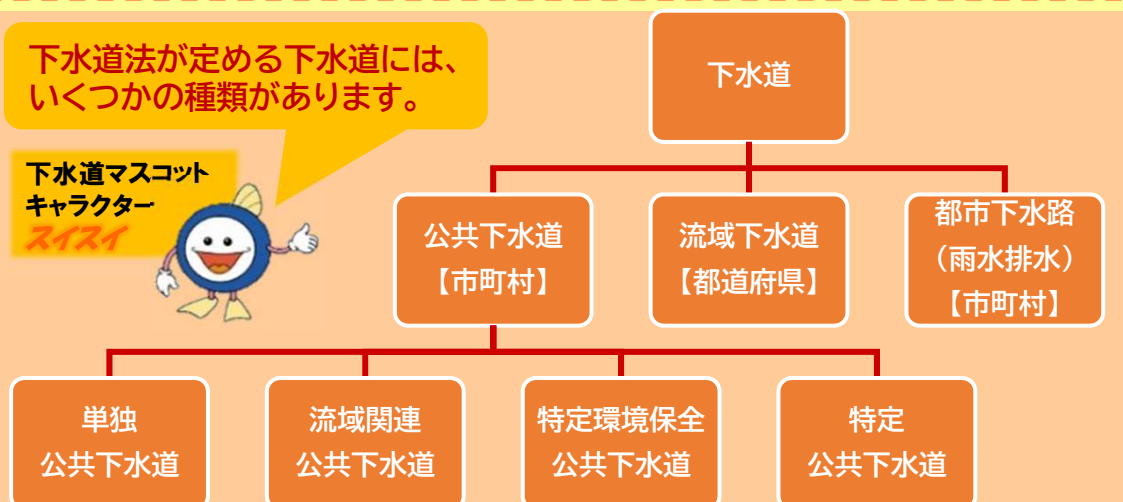 下水道法が定める下水道には、
いくつかの種類があります。
下水道マスコット
キャラクター
スイスイ
下水道
公共下水道
【市町村】
流域下水道
【都道府県】
都市下水路
（雨水排水）
【市町村】
単独
公共下水道
流域関連
公共下水道
特定環境保全
公共下水道
特定
公共下水道